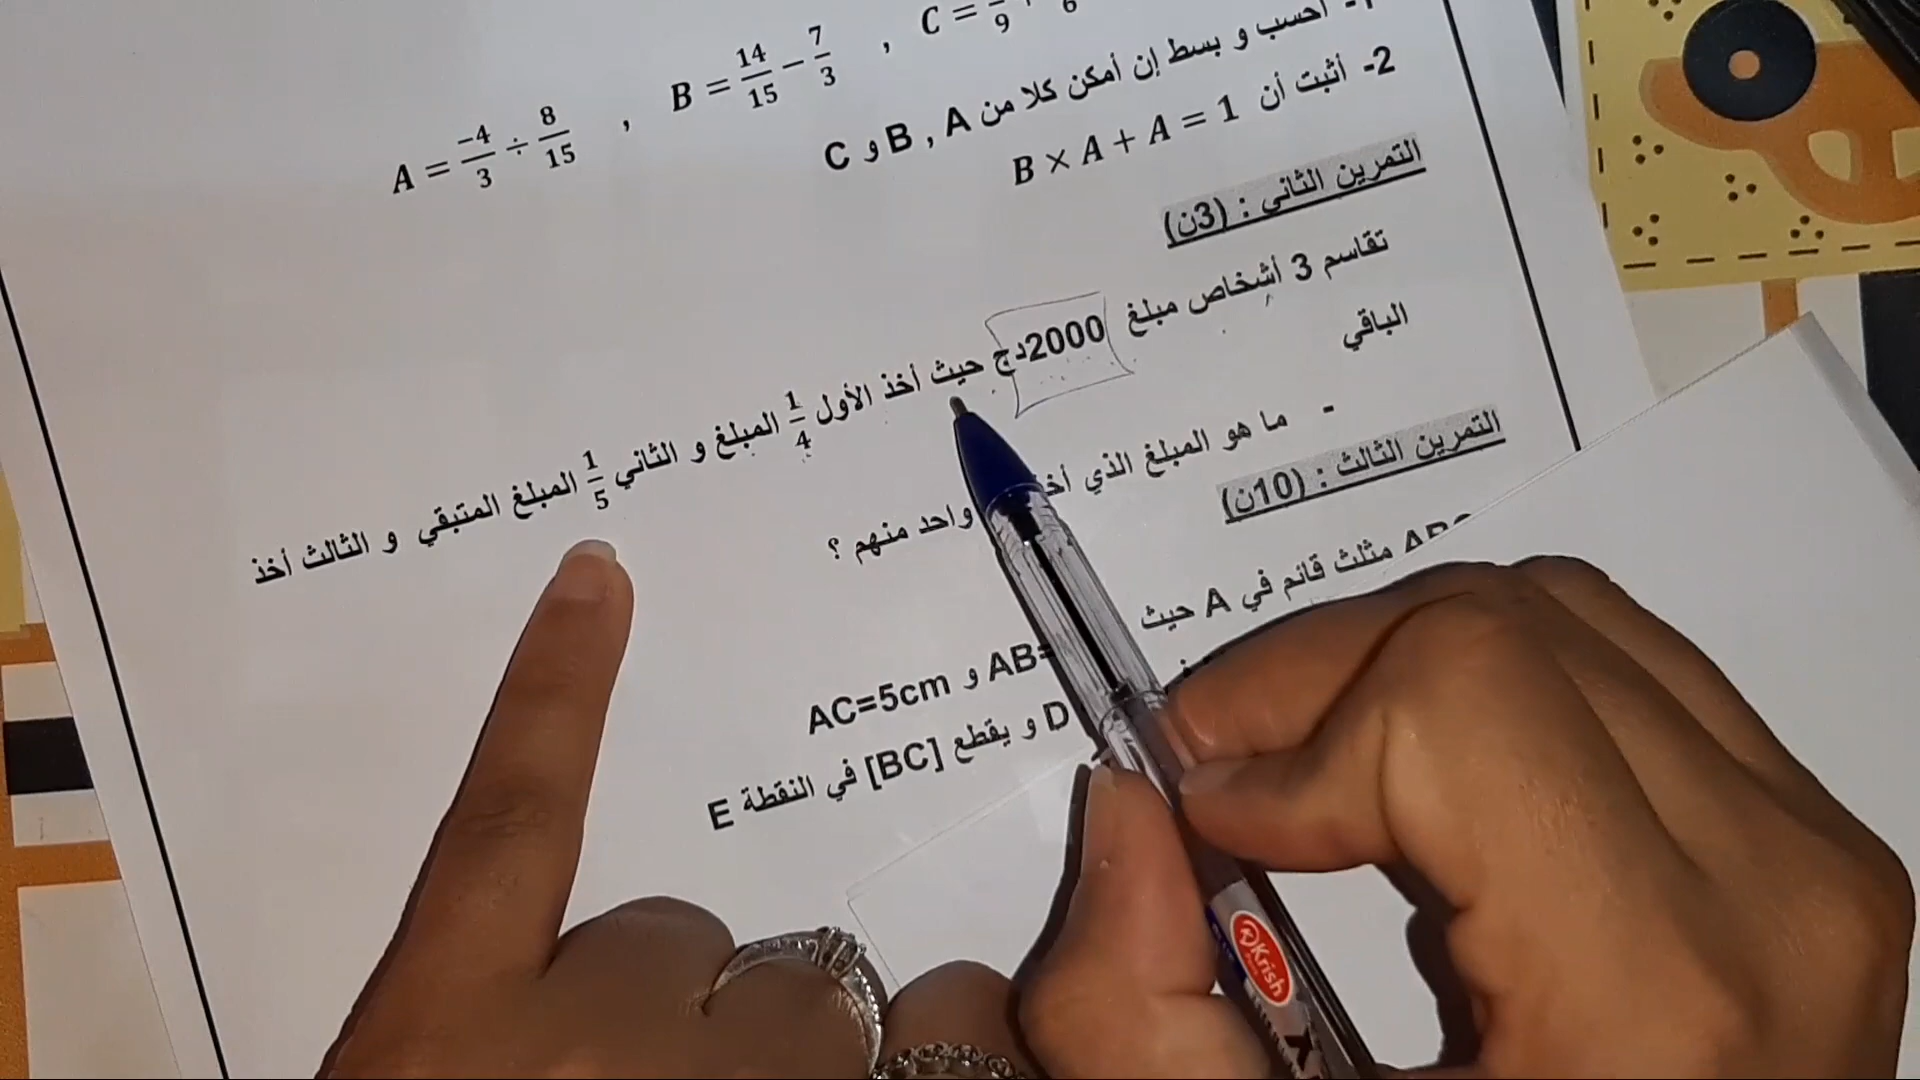 A = −4/3 ÷ 8/15 , B = 14/15 − 7/3 , C =
1- أحسب و بسط إن أمكن كلا من A , B و C
2- أثبت أن B × A + A = 1
التمرين الثاني : (3ن)
تقاسم 3 أشخاص مبلغ 2000دج حيث أخذ الأول 1/4 المبلغ و الثاني 1/5 المبلغ المتبقي و الثالث أخذ
الباقي
- ما هو المبلغ الذي واحد منهم ؟
التمرين الثالث : (10ن)
مثلث قائم في A حيث AB= و AC=5cm
D و يقطع [BC] في النقطة E
Krish